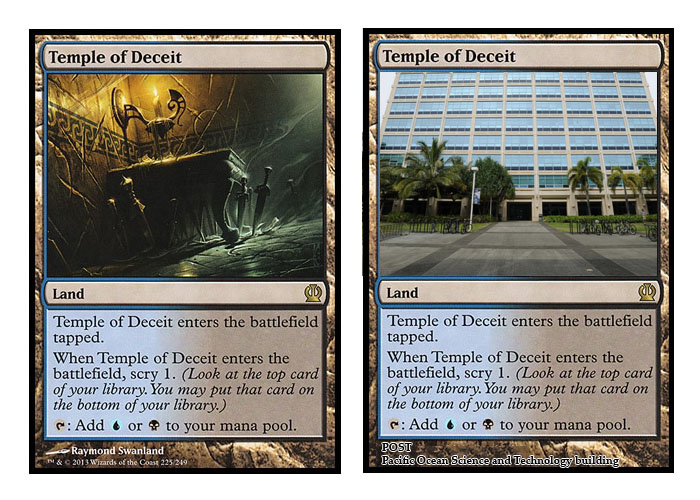 Temple of Deceit
Land
Temple of Deceit enters the battlefield
tapped.
When Temple of Deceit enters the
battlefield, scry 1. (Look at the top card
of your library. You may put that card on
the bottom of your library.)
: Add or to your mana pool.
Raymond Swanland
™ & © 2013 Wizards of the Coast 225/249
Temple of Deceit
Land
Temple of Deceit enters the battlefield
tapped.
When Temple of Deceit enters the
battlefield, scry 1. (Look at the top card
of your library. You may put that card on
the bottom of your library.)
: Add or to your mana pool.
POST
Pacific Ocean Science and Technology building